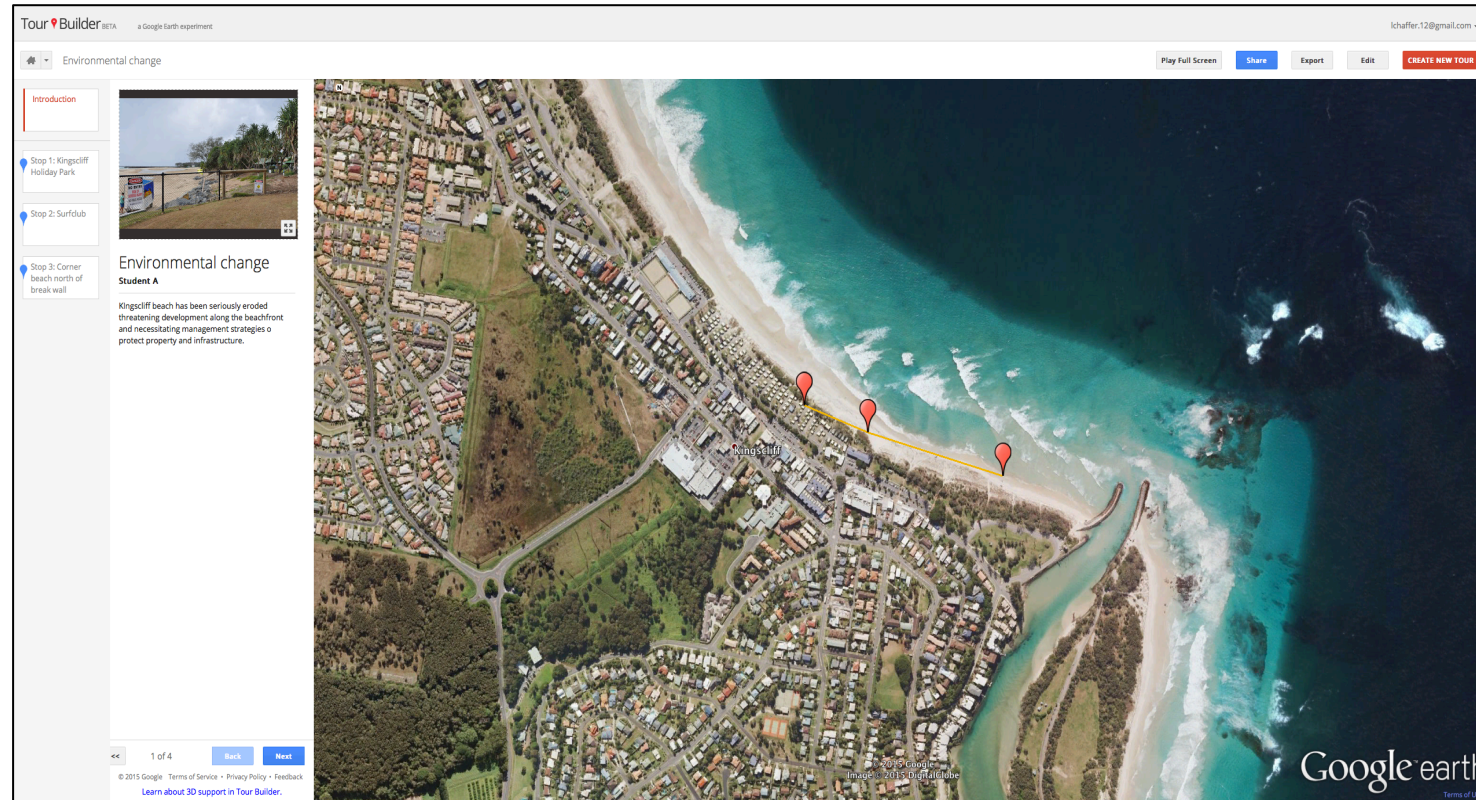 Tour Builder BETA a Google Earth experiment
lchaffer.12@gmail.com
Environmental change
Play Full Screen Share Export Edit CREATE NEW TOUR
Introduction
Stop 1: Kingscliff
Holiday Park
Stop 2: Surfclub
Stop 3: Corner
beach north of
break wall
Environmental change
Student A
KIngscliff beach has been seriously eroded
threatening development along the beachfront
and necessitating management strategies o
protect property and infrastructure.
<< 1 of 4 Back Next
© 2015 Google Terms of Service • Privacy Policy • Feedback
Learn about 3D support in Tour Builder.
N
Kingscliff
© 2015 Google
Image © 2015 DigitalGlobe
Google earth
Terms of U